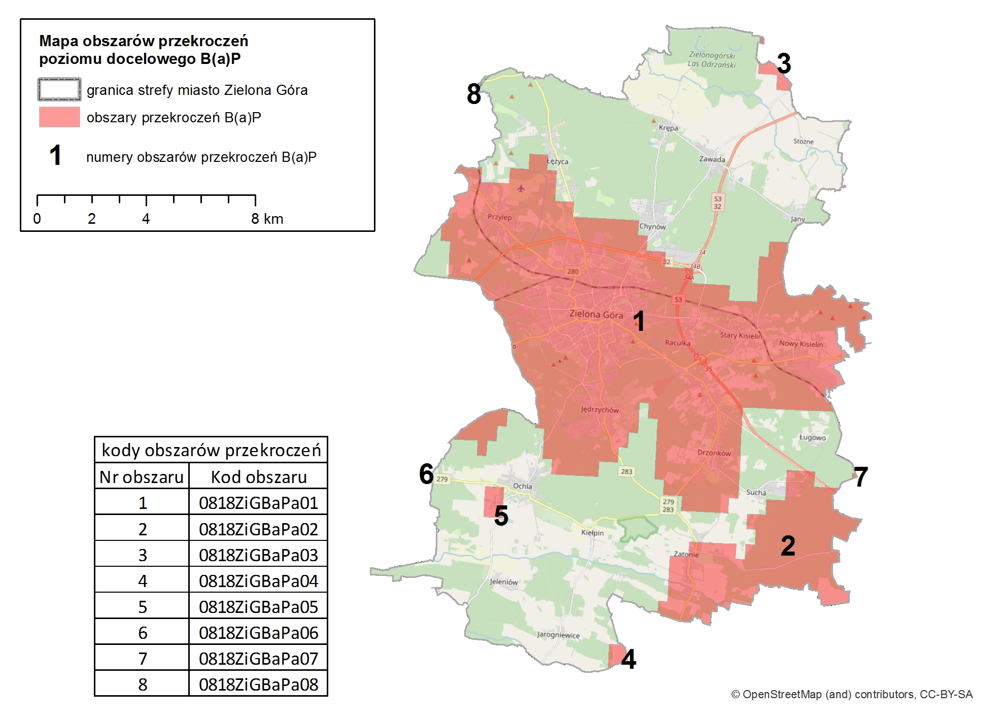 Mapa obszarów przekroczeń
poziomu docelowego B(a)P
granica strefy miasto Zielona Góra
obszary przekroczeń B(a)P
1 numery obszarów przekroczeń B(a)P
0 2 4 8 km
Zielonogórski
Las Odrzański
3
8
Krępa
Stożne
Łężyca
Zawada
S3
32
Przylep
Jany
Chynów
34
32
34B
280
34A
S3
Zielona Góra
1
Stary Kisielin
Raculka
Nowy Kisielin
35
35
Jędrzychów
Ługowo
Drzonków
6
279
283
7
Ochla
Sucha
279
283
5
Kiełpin
2
Zatonie
Jeleniów
Jarogniewice
4
kody obszarów przekroczeń
Nr obszaru Kod obszaru
1 0818ZiGBaPa01
2 0818ZiGBaPa02
3 0818ZiGBaPa03
4 0818ZiGBaPa04
5 0818ZiGBaPa05
6 0818ZiGBaPa06
7 0818ZiGBaPa07
8 0818ZiGBaPa08
© OpenStreetMap (and) contributors, CC-BY-SA